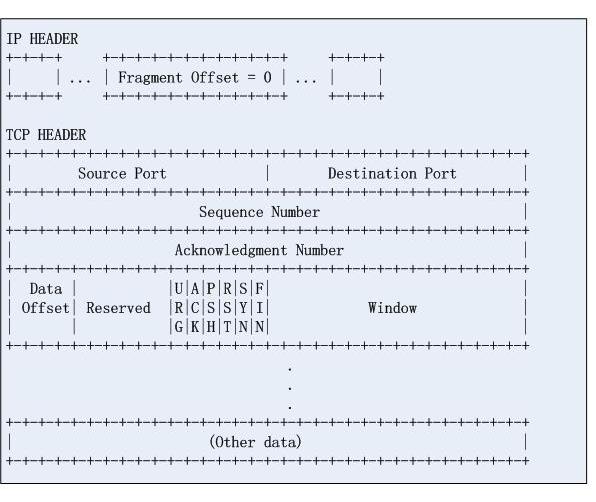 IP HEADER
+-+-+-+     +-+-+-+-+-+-+-+-+-+-+-+     +-+-+-+
|     | ... | Fragment Offset = 0 | ... |     |
+-+-+-+     +-+-+-+-+-+-+-+-+-+-+-+     +-+-+-+
TCP HEADER
+-+-+-+-+-+-+-+-+-+-+-+-+-+-+-+-+-+-+-+-+-+-+-+-+-+-+-+-+-+-+-+-+
|        Source Port            |       Destination Port        |
+-+-+-+-+-+-+-+-+-+-+-+-+-+-+-+-+-+-+-+-+-+-+-+-+-+-+-+-+-+-+-+-+
|                       Sequence Number                         |
+-+-+-+-+-+-+-+-+-+-+-+-+-+-+-+-+-+-+-+-+-+-+-+-+-+-+-+-+-+-+-+-+
|                    Acknowledgment Number                      |
+-+-+-+-+-+-+-+-+-+-+-+-+-+-+-+-+-+-+-+-+-+-+-+-+-+-+-+-+-+-+-+-+
|  Data |           |U|A|P|R|S|F|                               |
| Offset| Reserved  |R|C|S|S|Y|I|            Window             |
|       |           |G|K|H|T|N|N|                               |
+-+-+-+-+-+-+-+-+-+-+-+-+-+-+-+-+-+-+-+-+-+-+-+-+-+-+-+-+-+-+-+-+
.
.
.
+-+-+-+-+-+-+-+-+-+-+-+-+-+-+-+-+-+-+-+-+-+-+-+-+-+-+-+-+-+-+-+-+
|                        (Other data)                           |
+-+-+-+-+-+-+-+-+-+-+-+-+-+-+-+-+-+-+-+-+-+-+-+-+-+-+-+-+-+-+-+-+